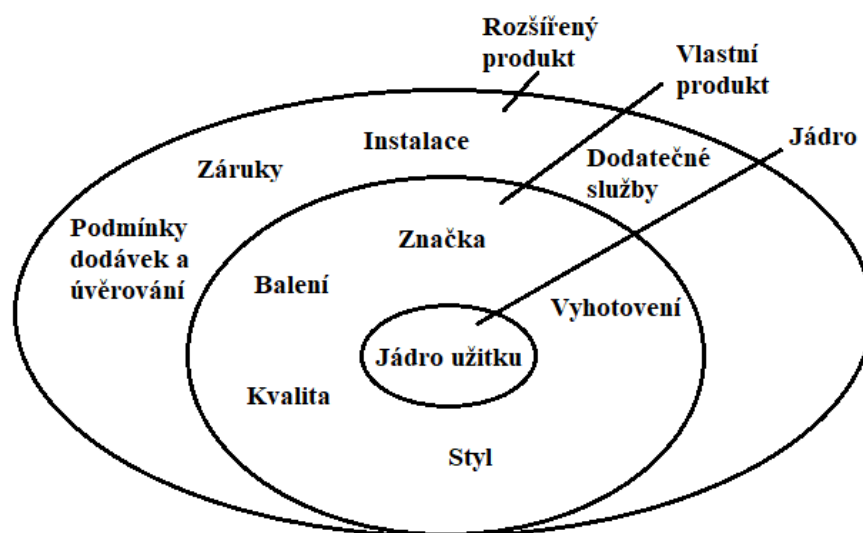 Rozšířený
produkt
Vlastní
produkt
Jádro
Instalace
Záruky
Dodatečné
služby
Podmínky
dodávek a
úvěrování
Značka
Balení
Vyhotovení
Jádro užitku
Kvalita
Styl